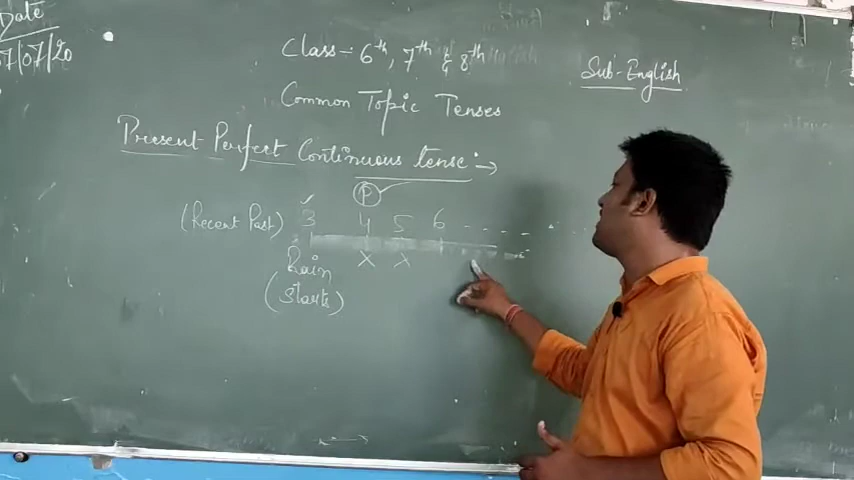 Date
07/07/20
Class - 6th, 7th & 8th
Sub - English
Common Topic Tenses
Present - Perfect Continuous tense :→
P
(Recent Past) 3 4 5 6 - - - -
Rain X X
(Starts)